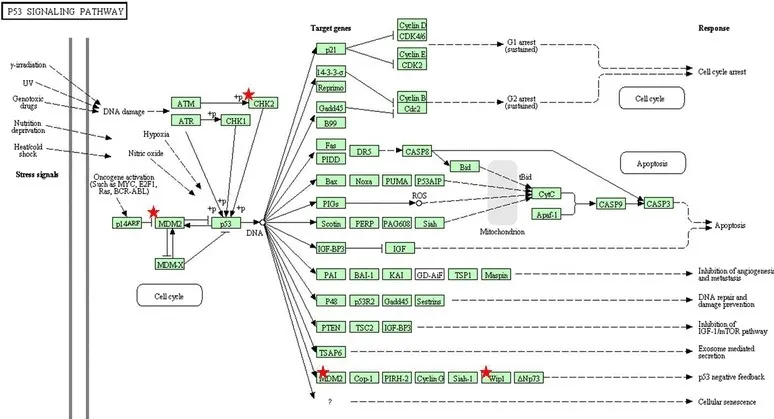 P53 SIGNALING PATHWAY
Target genes
Response
Stress signals
γ-irradiation
UV
Genotoxic
drugs
Nutrition
deprivation
Heat/cold
shock
DNA damage
ATM
+p
CHK2
ATR
+p
CHK1
Hypoxia
Nitric oxide
Oncogene activation
(Such as MYC, E2F1,
Ras, BCR-ABL)
+p
+p
+p
p14ARF
MDM2
p53
DNA
MDM-X
Cell cycle
p21
Cyclin D
CDK4/6
Cyclin E
CDK2
G1 arrest
(sustained)
14-3-3-σ
Reprimo
Gadd45
B99
Cyclin B
Cdc2
G2 arrest
(sustained)
Cell cycle arrest
Cell cycle
Fas
PIDD
DR5
CASP8
Bid
tBid
Apoptosis
Bax
Noxa
PUMA
P53AIP
CytC
PIGs
ROS
Apaf-1
CASP9
CASP3
Scotin
PERP
PAG608
Siah
Mitochondrion
Apoptosis
IGF-BP3
IGF
PAI
BAI-1
KAI
GD-AiF
TSP1
Maspin
Inhibition of angiogenesis
and metastasis
P48
p53R2
Gadd45
Sestrins
DNA repair and
damage prevention
PTEN
TSC2
IGF-BP3
Inhibition of
IGF-1/mTOR pathway
TSAP6
Exosome mediated
secretion
MDM2
Cop-1
PIRH-2
Cyclin G
Siah-1
Wip1
ΔNp73
p53 negative feedback
?
Cellular senescence